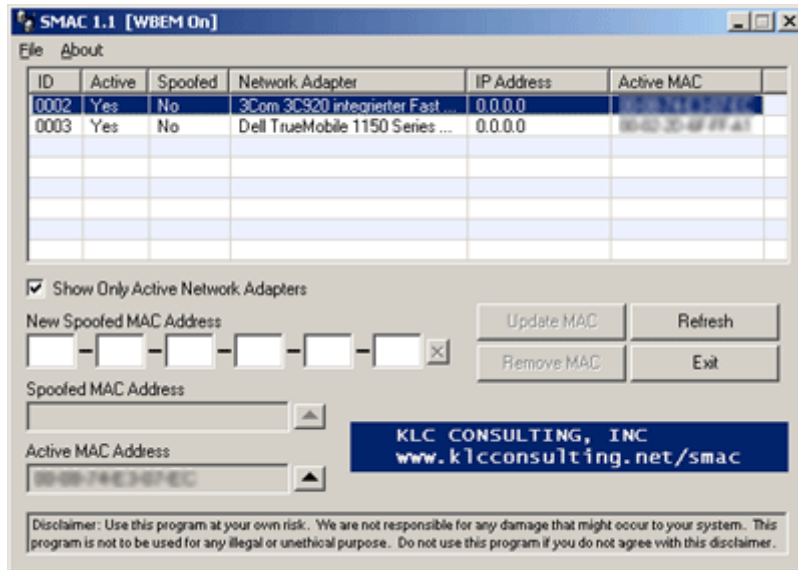 SMAC 1.1 [WBEM On]
File About
ID Active Spoofed Network Adapter IP Address Active MAC
0002 Yes No 3Com 3C920 integrierter Fast ... 0.0.0.0
0003 Yes No Dell TrueMobile 1150 Series ... 0.0.0.0
Show Only Active Network Adapters
New Spoofed MAC Address
Update MAC Refresh
Remove MAC Exit
Spoofed MAC Address
KLC CONSULTING, INC
www.klcconsulting.net/smac
Active MAC Address
Disclaimer: Use this program at your own risk. We are not responsible for any damage that might occur to your system. This
program is not to be used for any illegal or unethical purpose. Do not use this program if you do not agree with this disclaimer.